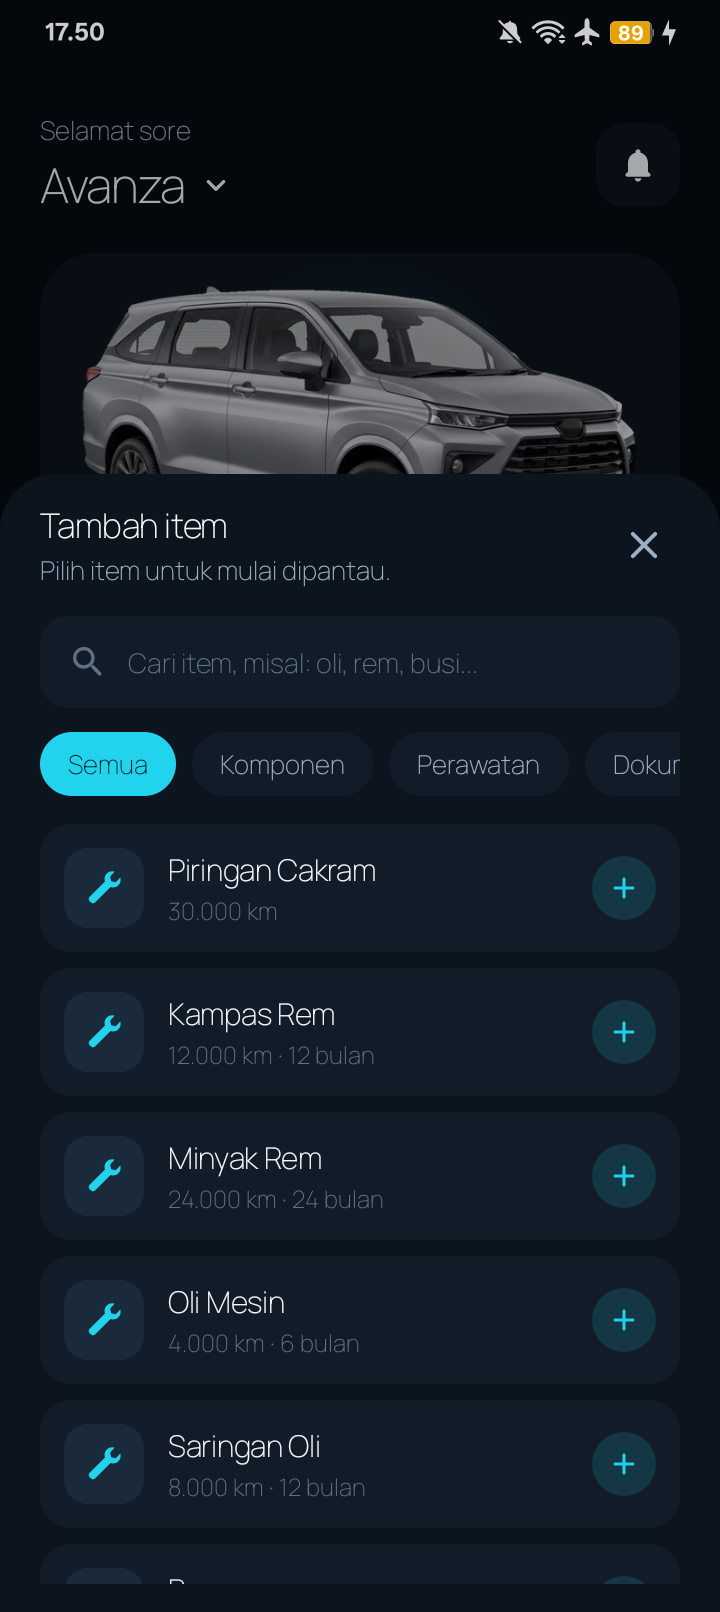 17.50
89
Selamat sore
Avanza
Tambah item
Pilih item untuk mulai dipantau.
Cari item, misal: oli, rem, busi...
Semua
Komponen
Perawatan
Piringan Cakram
30.000 km
Kampas Rem
12.000 km · 12 bulan
Minyak Rem
24.000 km · 24 bulan
Oli Mesin
4.000 km · 6 bulan
Saringan Oli
8.000 km · 12 bulan